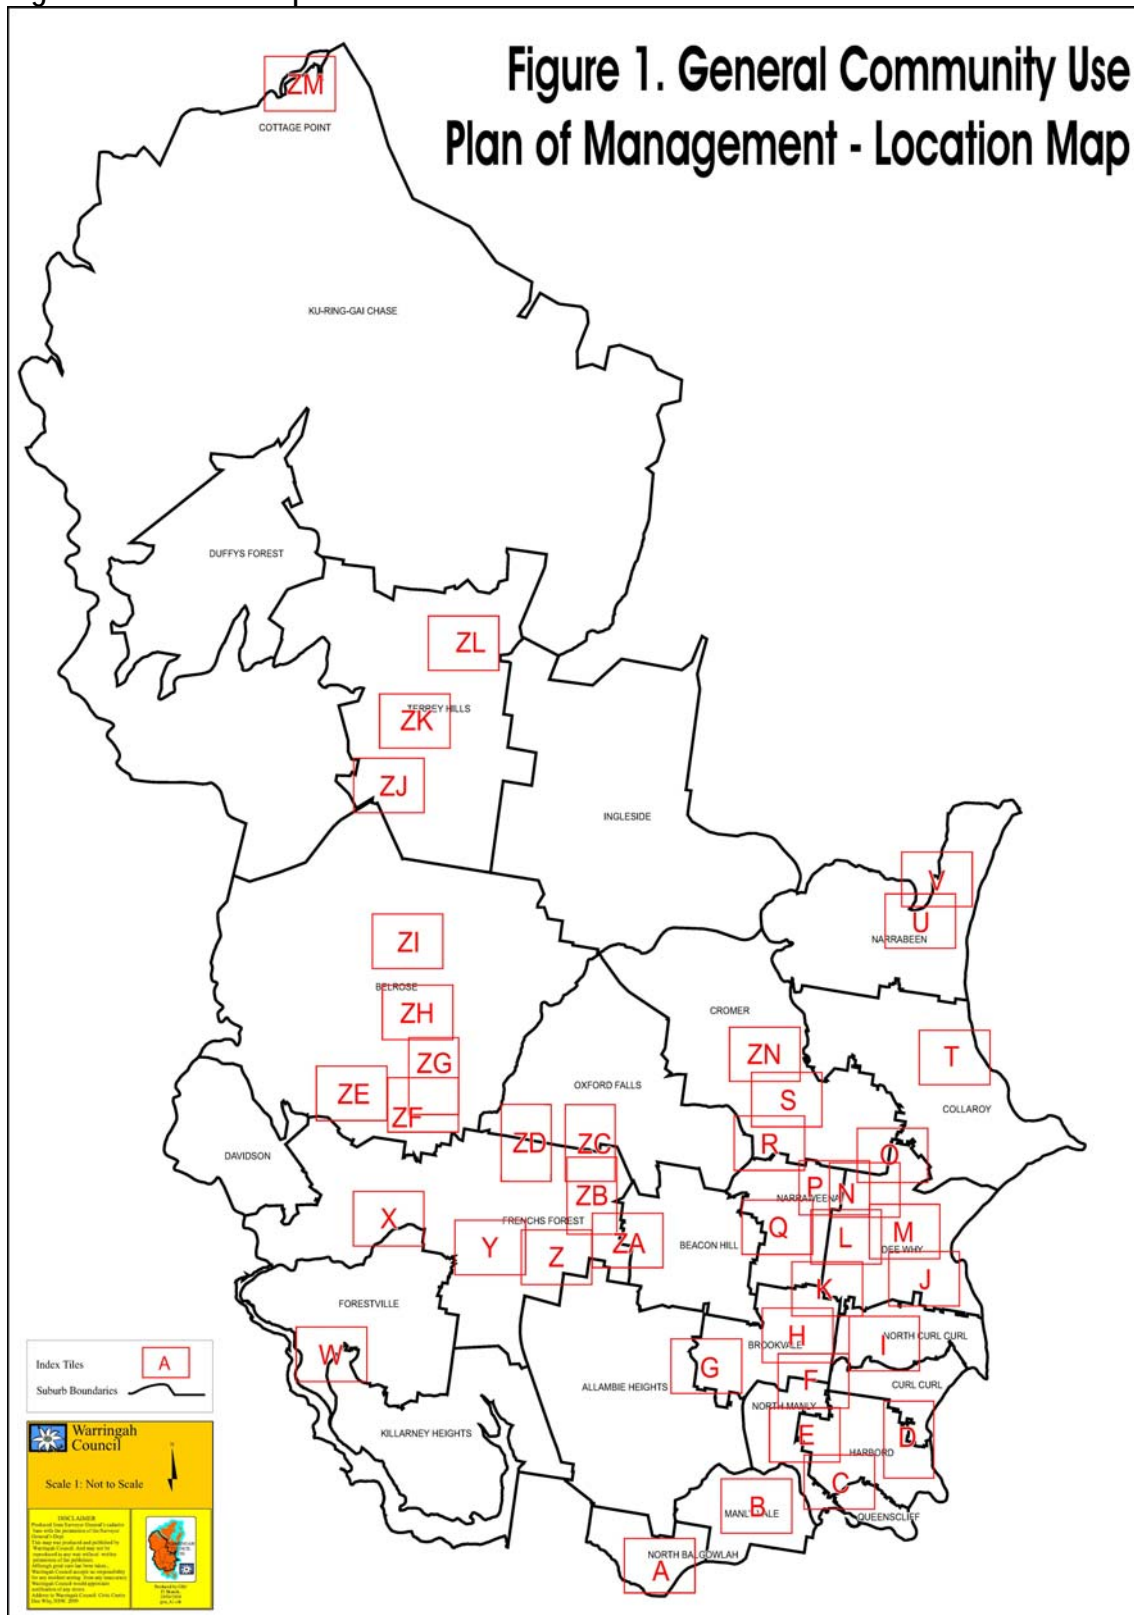 Figure 1. General Community Use
Plan of Management - Location Map
ZM
COTTAGE POINT
KU-RING-GAI CHASE
DUFFYS FOREST
ZL
TERREY HILLS
ZK
ZJ
INGLESIDE
V
U
NARRABEEN
ZI
BELROSE
ZH
CROMER
ZN
T
ZG
OXFORD FALLS
ZE
S
ZF
COLLAROY
ZD
ZC
R
O
DAVIDSON
P
N
ZB
NARRAWEENA
X
FRENCHS FOREST
Q
M
Y
Z
ZA
BEACON HILL
L
DEE WHY
J
K
FORESTVILLE
H
NORTH CURL CURL
BROOKVALE
I
W
G
F
ALLAMBIE HEIGHTS
CURL CURL
NORTH MANLY
KILLARNEY HEIGHTS
E
D
HARBORD
C
B
MANLY VALE
QUEENSCLIFF
NORTH BALGOWLAH
A
Index Tiles
A
Suburb Boundaries
Warringah
Council
Scale 1: Not to Scale
DISCLAIMER